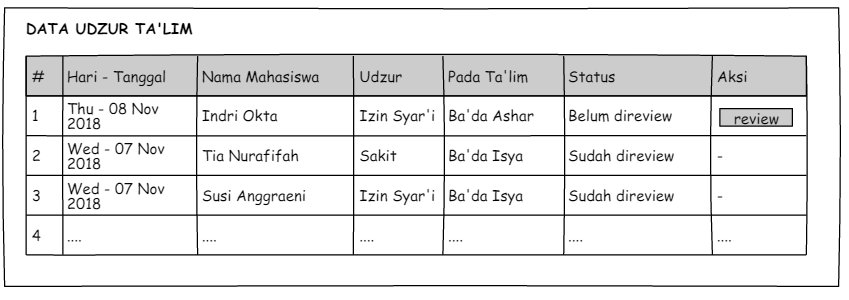 DATA UDZUR TA'LIM
# Hari - Tanggal Nama Mahasiswa Udzur Pada Ta'lim Status Aksi
1 Thu - 08 Nov 2018 Indri Okta Izin Syar'i Ba'da Ashar Belum direview review
2 Wed - 07 Nov 2018 Tia Nurafifah Sakit Ba'da Isya Sudah direview -
3 Wed - 07 Nov 2018 Susi Anggraeni Izin Syar'i Ba'da Isya Sudah direview -
4 .... .... .... .... .... ....